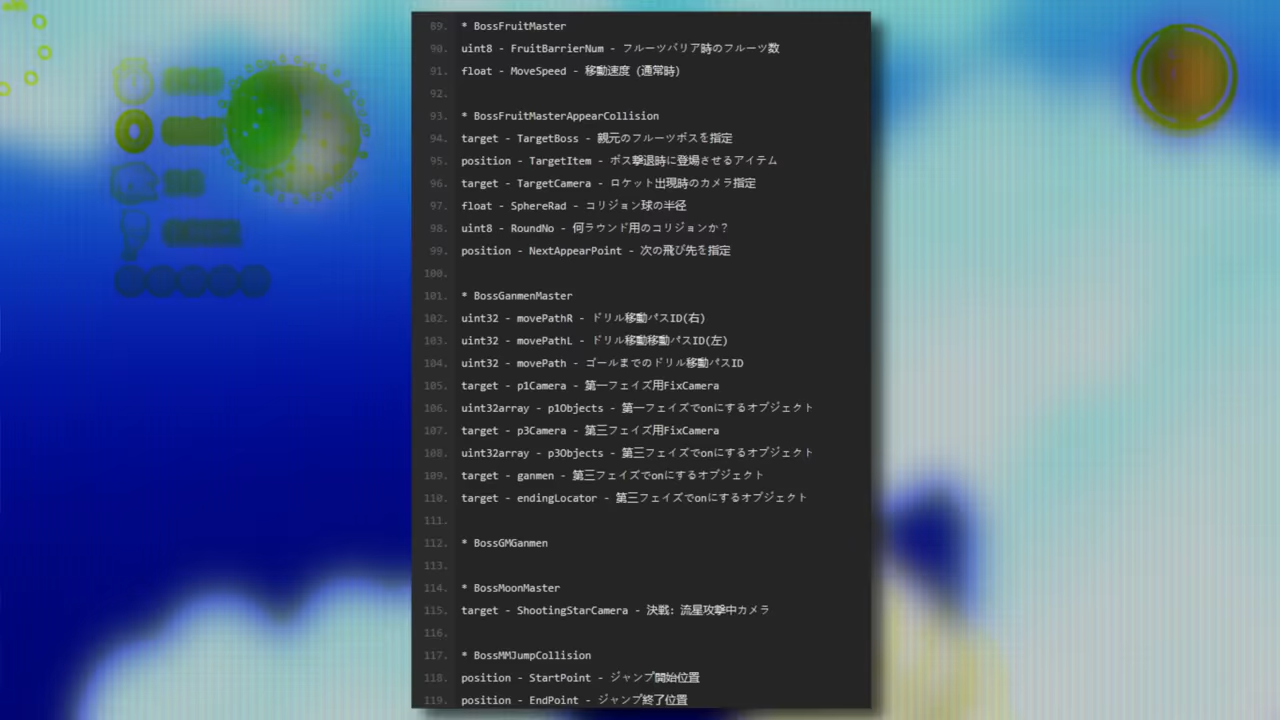 89. * BossFruitMaster
90. uint8 - FruitBarrierNum - フルーツバリア時のフルーツ数
91. float - MoveSpeed - 移動速度 (通常時)
92.
93. * BossFruitMasterAppearCollision
94. target - TargetBoss - 親元のフルーツボスを指定
95. position - TargetItem - ボス撃退時に登場させるアイテム
96. target - TargetCamera - ロケット出現時のカメラ指定
97. float - SphereRad - コリジョン球の半径
98. uint8 - RoundNo - 何ラウンド用のコリジョンか？
99. position - NextAppearPoint - 次の飛び先を指定
100.
101. * BossGanmenMaster
102. uint32 - movePathR - ドリル移動パスID(右)
103. uint32 - movePathL - ドリル移動移動パスID(左)
104. uint32 - movePath - ゴールまでのドリル移動パスID
105. target - p1Camera - 第一フェイズ用FixCamera
106. uint32array - p1Objects - 第一フェイズでonにするオブジェクト
107. target - p3Camera - 第三フェイズ用FixCamera
108. uint32array - p3Objects - 第三フェイズでonにするオブジェクト
109. target - ganmen - 第三フェイズでonにするオブジェクト
110. target - endingLocator - 第三フェイズでonにするオブジェクト
111.
112. * BossGMGanmen
113.
114. * BossMoonMaster
115. target - ShootingStarCamera - 決戦: 流星攻撃中カメラ
116.
117. * BossMMJumpCollision
118. position - StartPoint - ジャンプ開始位置
119. position - EndPoint - ジャンプ終了位置